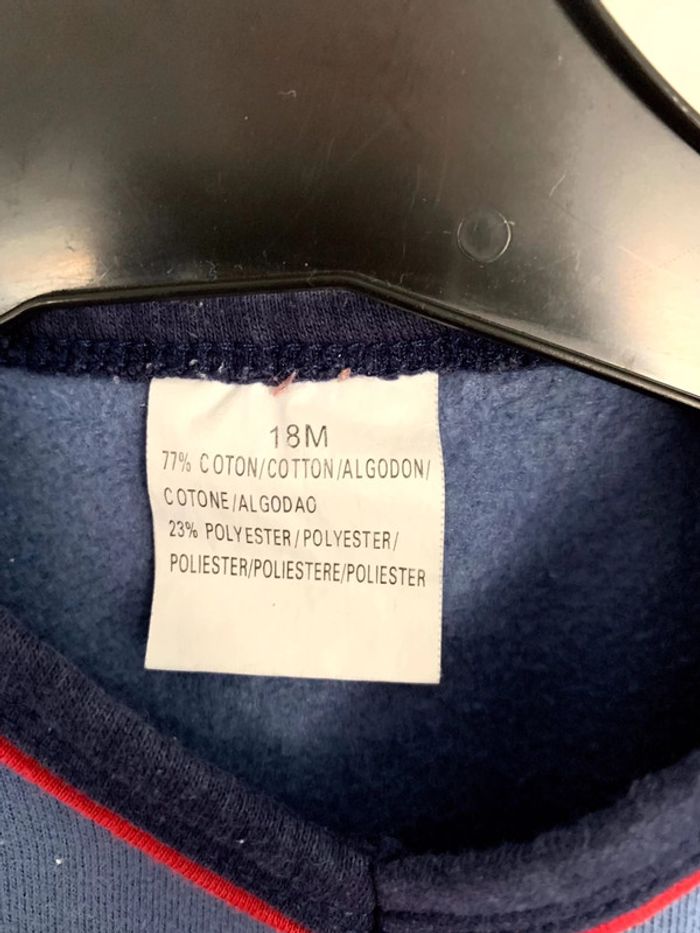 18M
77% COTON/COTTON/ALGODON/
COTONE/ALGODAO
23% POLYESTER/POLYESTER/
POLIESTER/POLIESTERE/POLIESTER